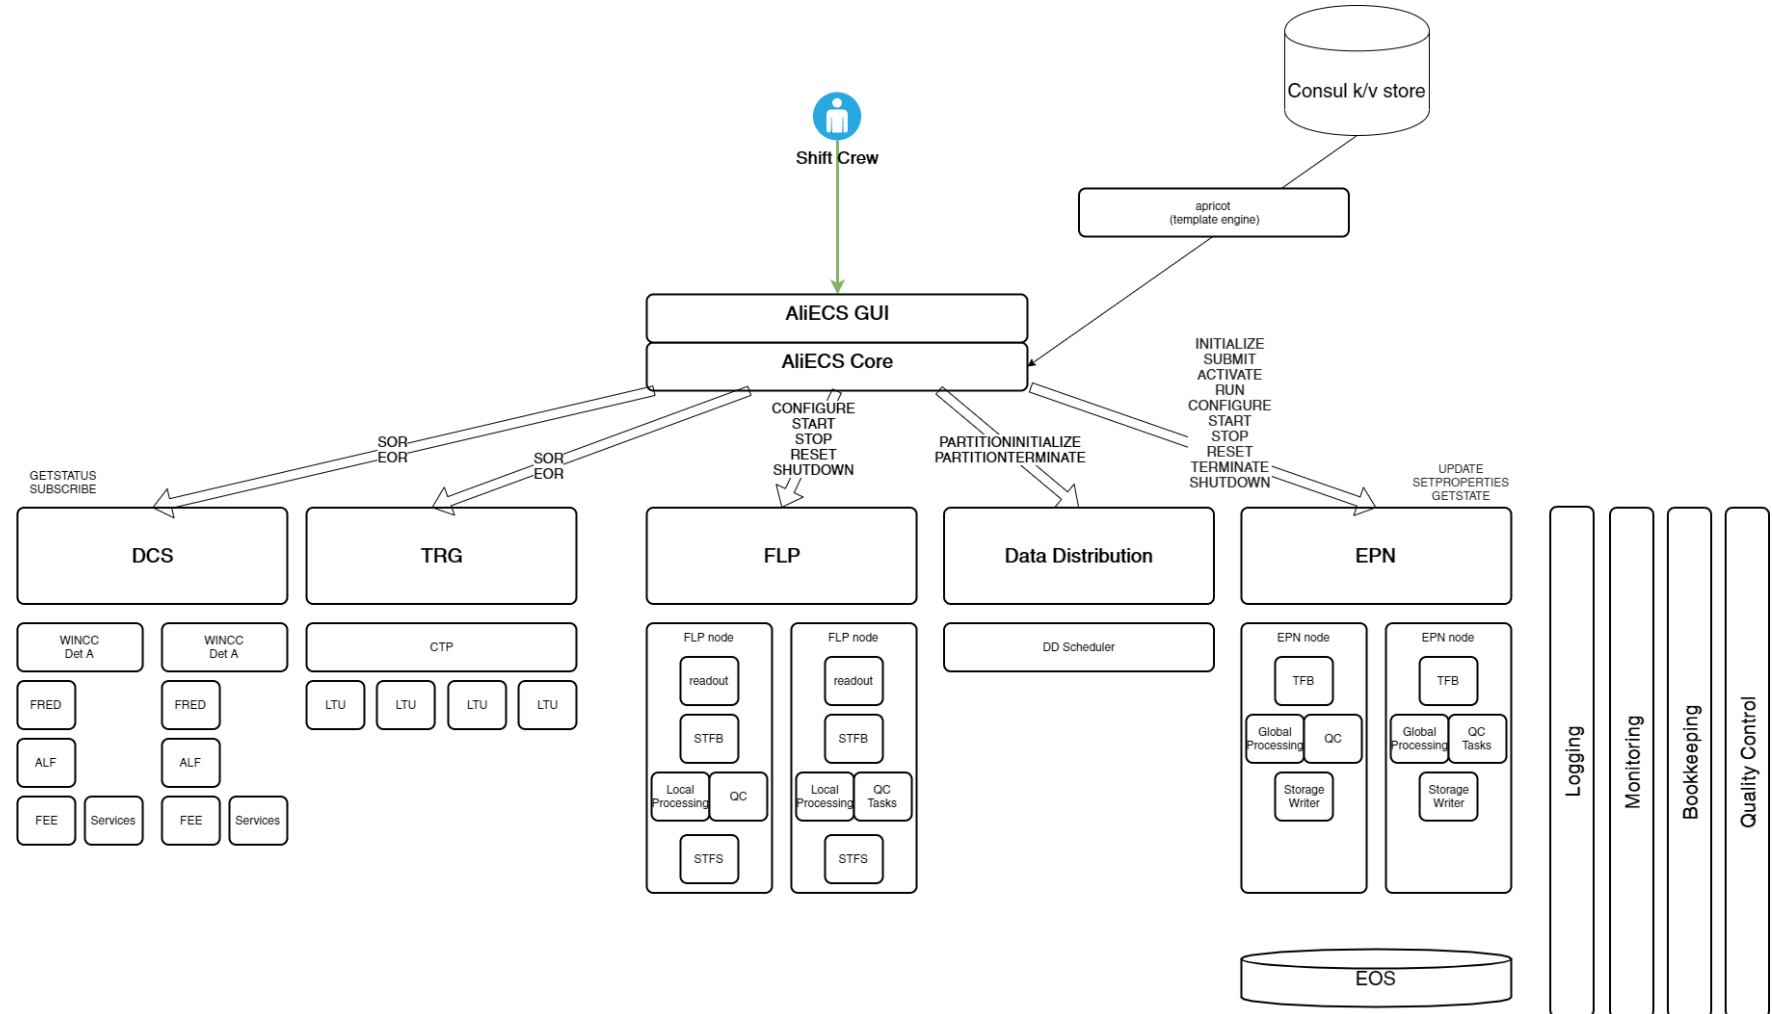 Consul k/v store
Shift Crew
apricot
(template engine)
AliECS GUI
AliECS Core
SOR
EOR
SOR
EOR
CONFIGURE
START
STOP
RESET
SHUTDOWN
PARTITIONINITIALIZE
PARTITIONTERMINATE
INITIALIZE
SUBMIT
ACTIVATE
RUN
CONFIGURE
START
STOP
RESET
TERMINATE
SHUTDOWN
GETSTATUS
SUBSCRIBE
UPDATE
SETPROPERTIES
GETSTATE
DCS
TRG
FLP
Data Distribution
EPN
WINCC
Det A
WINCC
Det A
FRED
FRED
ALF
ALF
FEE
Services
FEE
Services
CTP
LTU
LTU
LTU
LTU
FLP node
readout
STFB
Local
Processing
QC
STFS
FLP node
readout
STFB
Local
Processing
QC
Tasks
STFS
DD Scheduler
EPN node
TFB
Global
Processing
QC
Storage
Writer
EPN node
TFB
Global
Processing
QC
Tasks
Storage
Writer
EOS
Logging
Monitoring
Bookkeeping
Quality Control